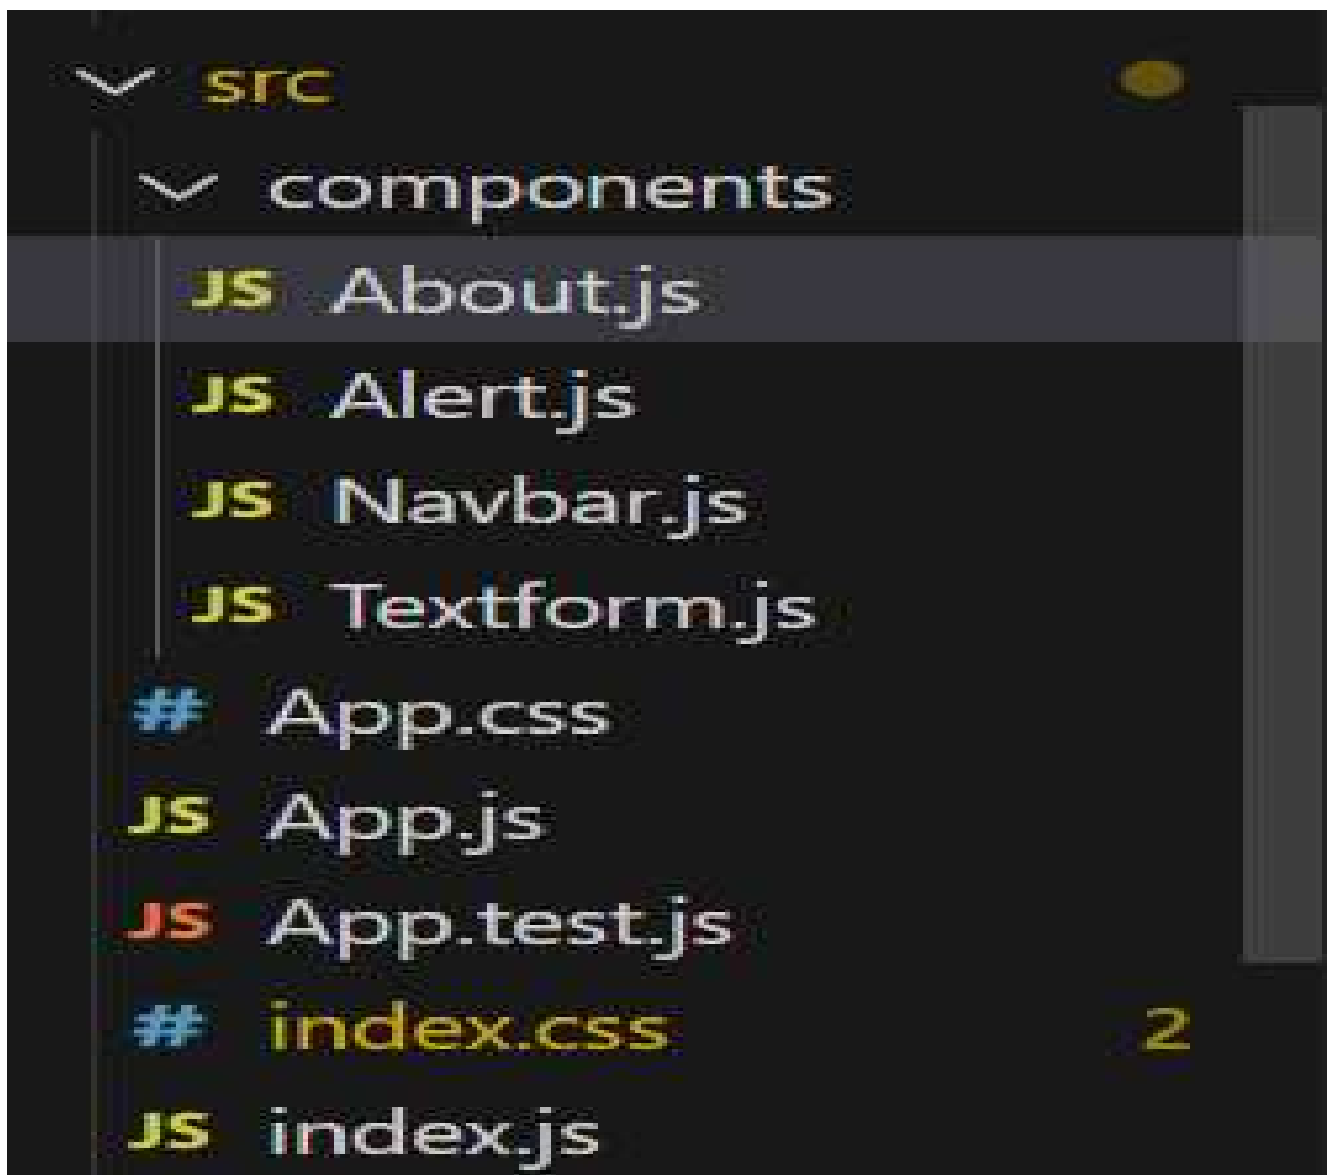 src
components
JS About.js
JS Alert.js
JS Navbar.js
JS Textform.js
# App.css
JS App.js
JS App.test.js
# index.css 2
JS index.js